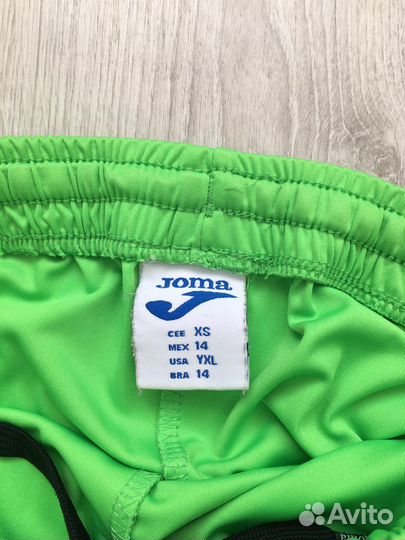 Joma
CEE XS
MEX 14
USA YXL
BRA 14
Avito